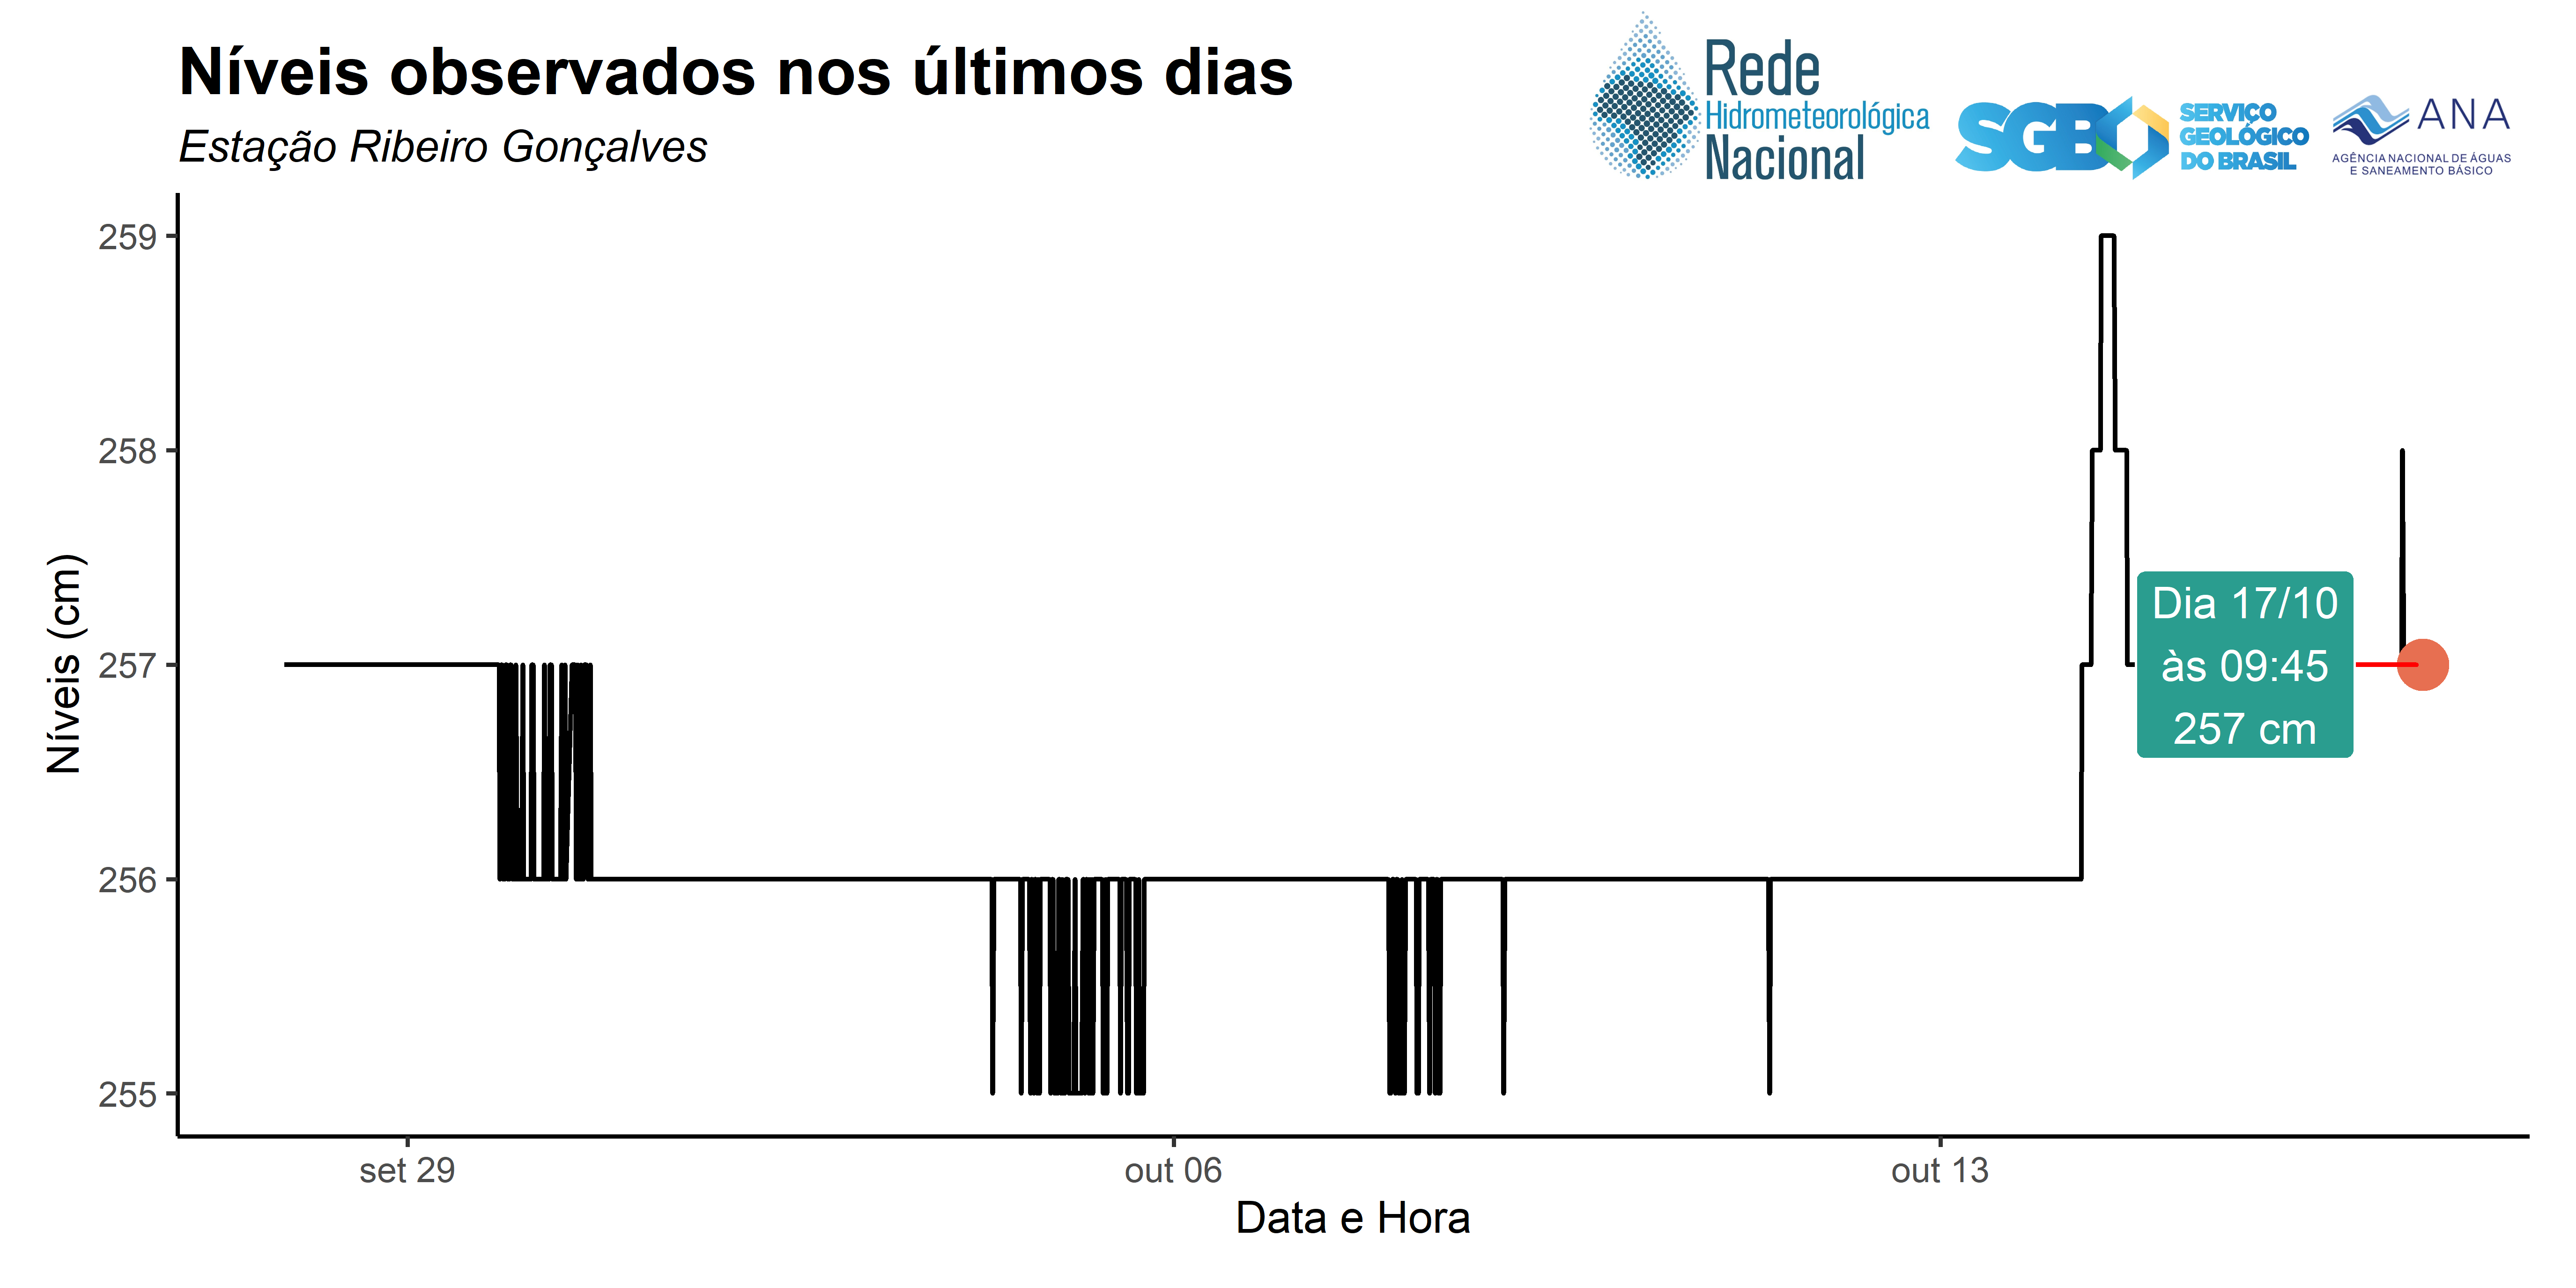 Níveis observados nos últimos dias
Estação Ribeiro Gonçalves
Rede
Hidrometeorológica
Nacional
SGB
SERVIÇO
GEOLÓGICO
DO BRASIL
ANA
AGÊNCIA NACIONAL DE ÁGUAS
E SANEAMENTO BÁSICO
Níveis (cm)
259
258
257
256
255
Dia 17/10
às 09:45
257 cm
set 29
out 06
out 13
Data e Hora